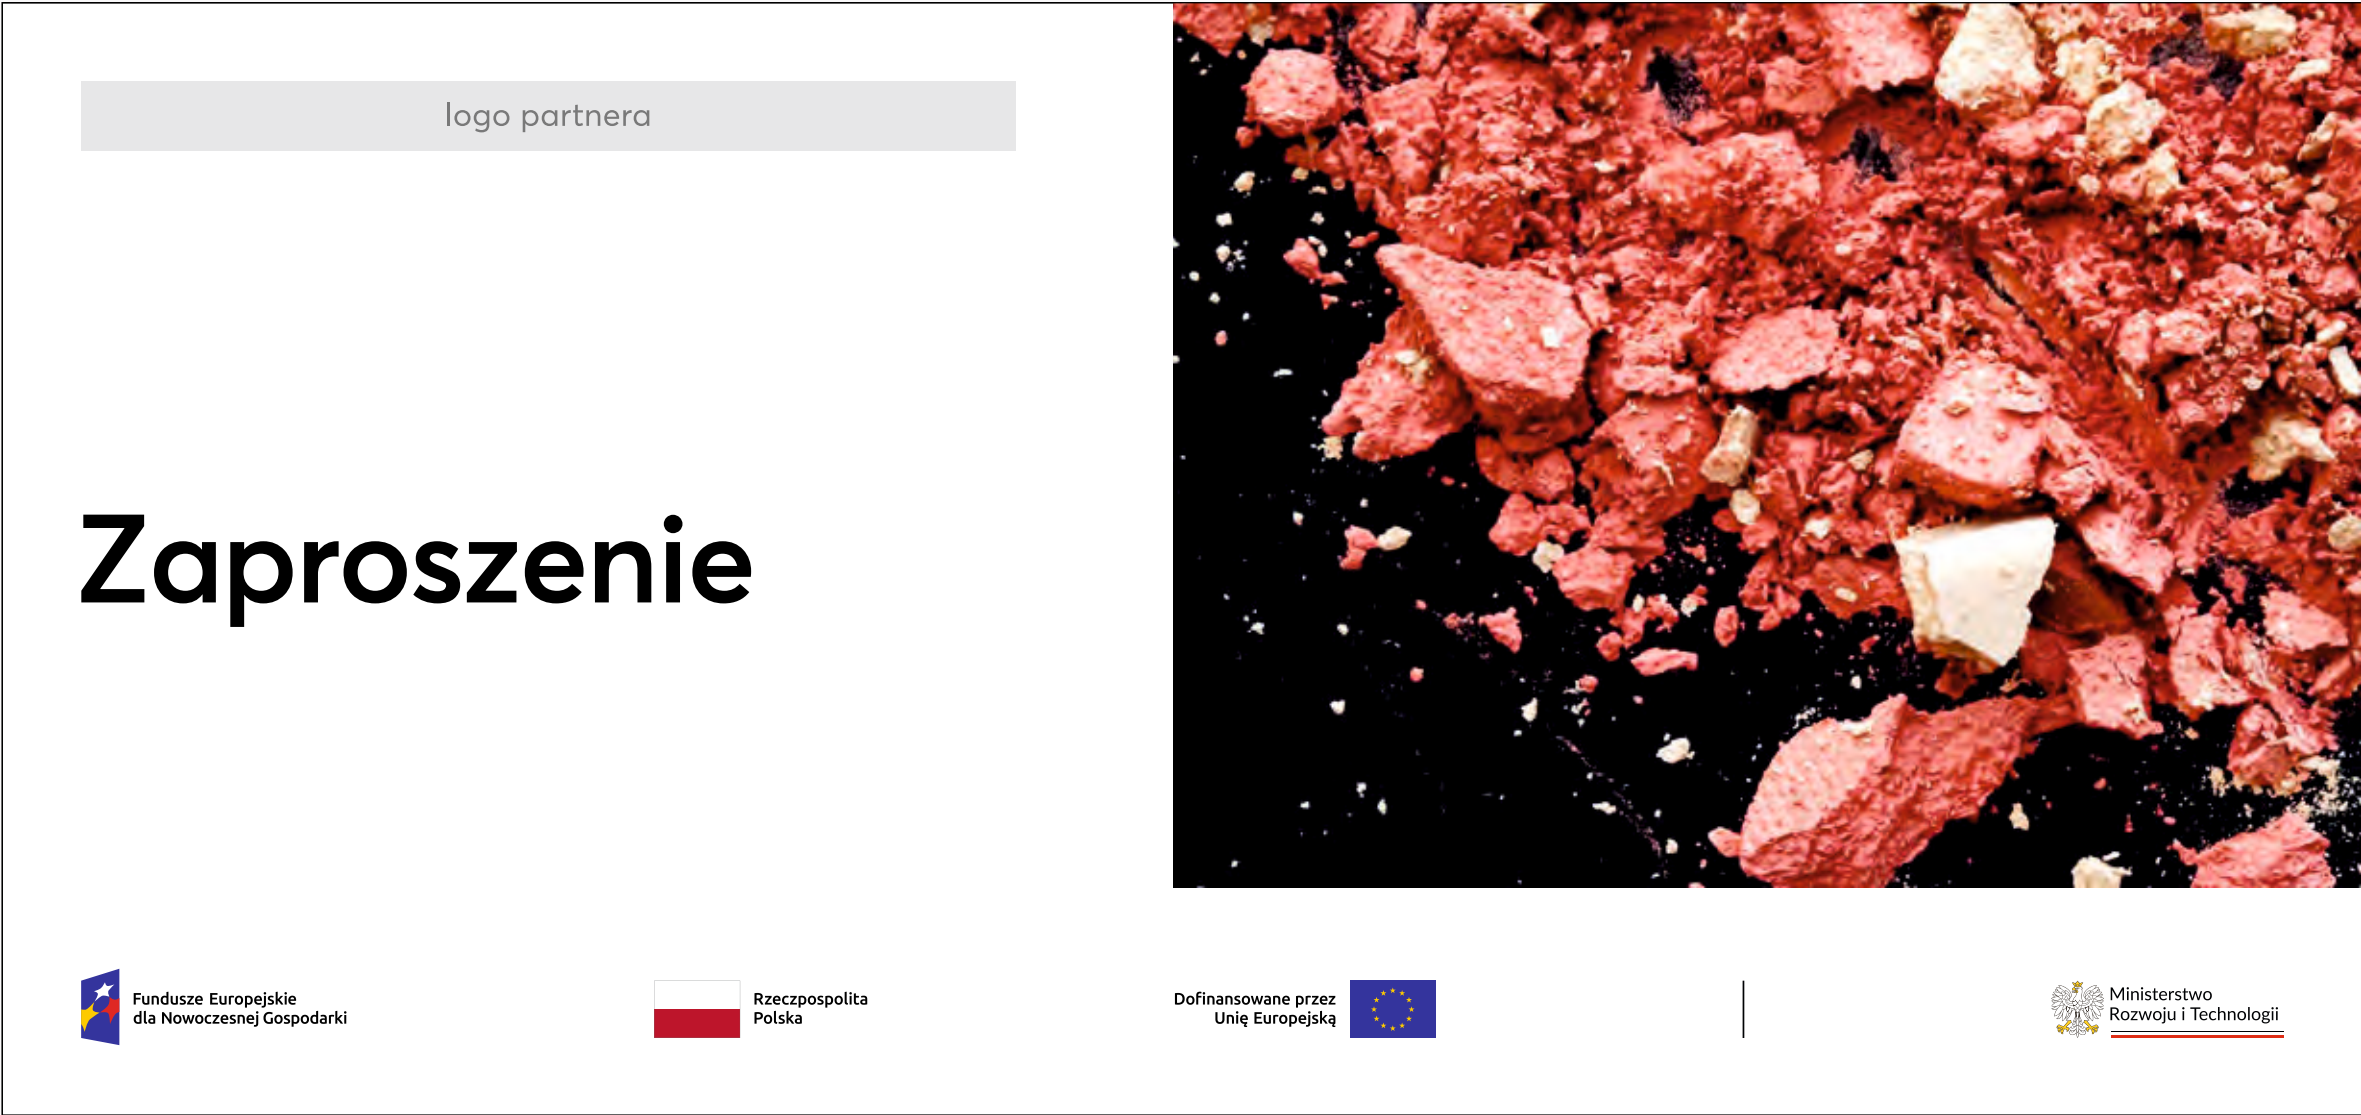 logo partnera
Zaproszenie
Fundusze Europejskie
dla Nowoczesnej Gospodarki
Rzeczpospolita
Polska
Dofinansowane przez
Unię Europejską
Ministerstwo
Rozwoju i Technologii